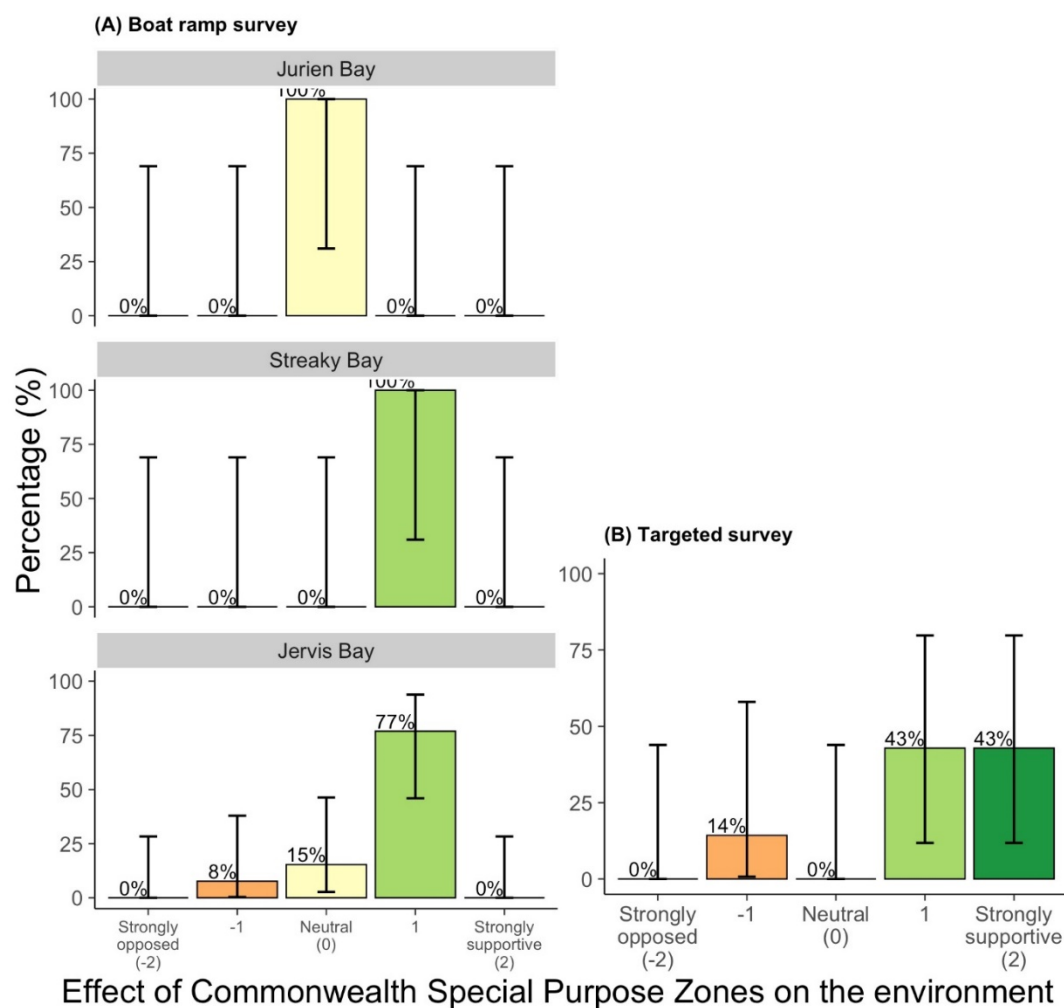 (A) Boat ramp survey
Jurien Bay
100%
100
75
50
25
0
0%
0%
0%
0%
Streaky Bay
100%
100
75
50
25
0
0%
0%
0%
0%
Percentage (%)
Jervis Bay
100
75
50
25
0
0%
8%
15%
77%
0%
Strongly
opposed
(-2)
-1
Neutral
(0)
1
Strongly
supportive
(2)
(B) Targeted survey
100
75
50
25
0
0%
14%
0%
43%
43%
Strongly
opposed
(-2)
-1
Neutral
(0)
1
Strongly
supportive
(2)
Effect of Commonwealth Special Purpose Zones on the environment